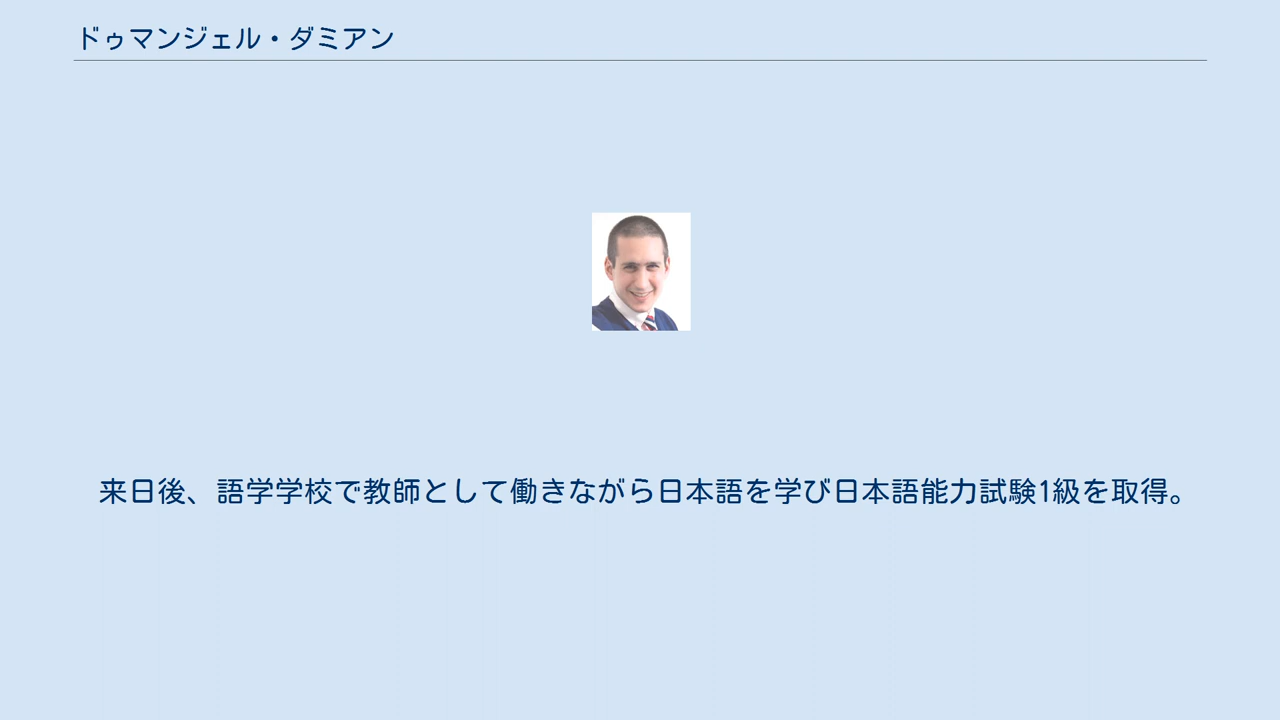 ドゥマンジェル・ダミアン
来日後、語学学校で教師として働きながら日本語を学び日本語能力試験1級を取得。